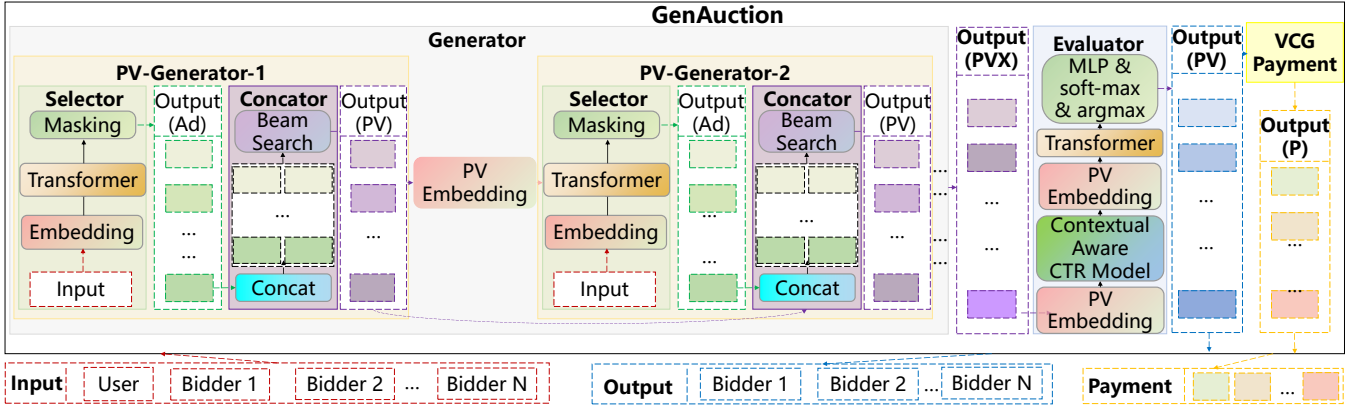 GenAuction
Generator
PV-Generator-1
Selector
Masking
Transformer
Embedding
Input
Output
(Ad)
...
...
Concator
Beam
Search
...
Concat
Output
(PV)
...
PV
Embedding
PV-Generator-2
Selector
Masking
Transformer
Embedding
Input
Output
(Ad)
...
...
Concator
Beam
Search
...
Concat
Output
(PV)
...
...
...
...
Output
(PVX)
...
Evaluator
MLP &
soft-max
& argmax
Transformer
PV
Embedding
Contextual
Aware
CTR Model
PV
Embedding
Output
(PV)
...
VCG
Payment
Output
(P)
...
...
Input User Bidder 1 Bidder 2 ... Bidder N
Output Bidder 1 Bidder 2 ... Bidder N
Payment ...